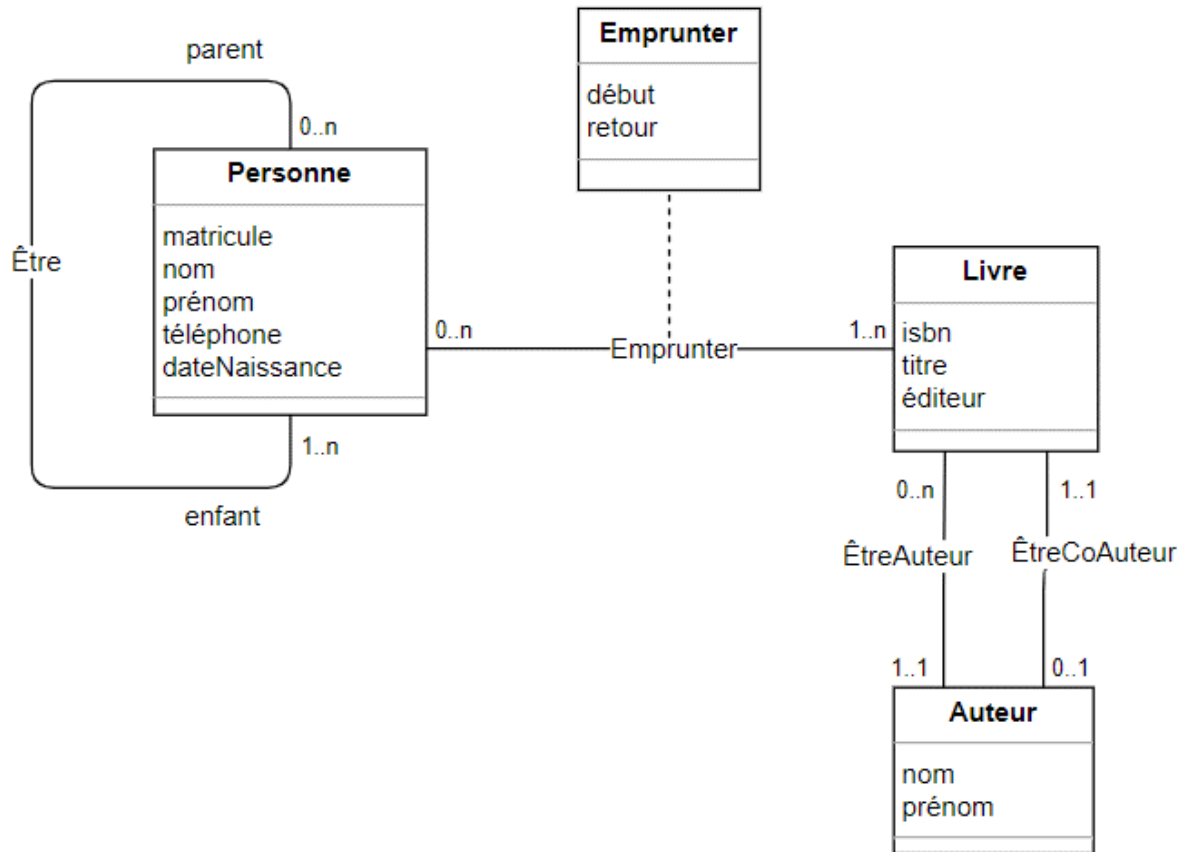 parent
0..n
Personne
matricule
nom
prénom
téléphone
dateNaissance
Être
1..n
enfant
Emprunter
début
retour
0..n
Emprunter
1..n
Livre
isbn
titre
éditeur
0..n
1..1
ÊtreAuteur
ÊtreCoAuteur
1..1
0..1
Auteur
nom
prénom